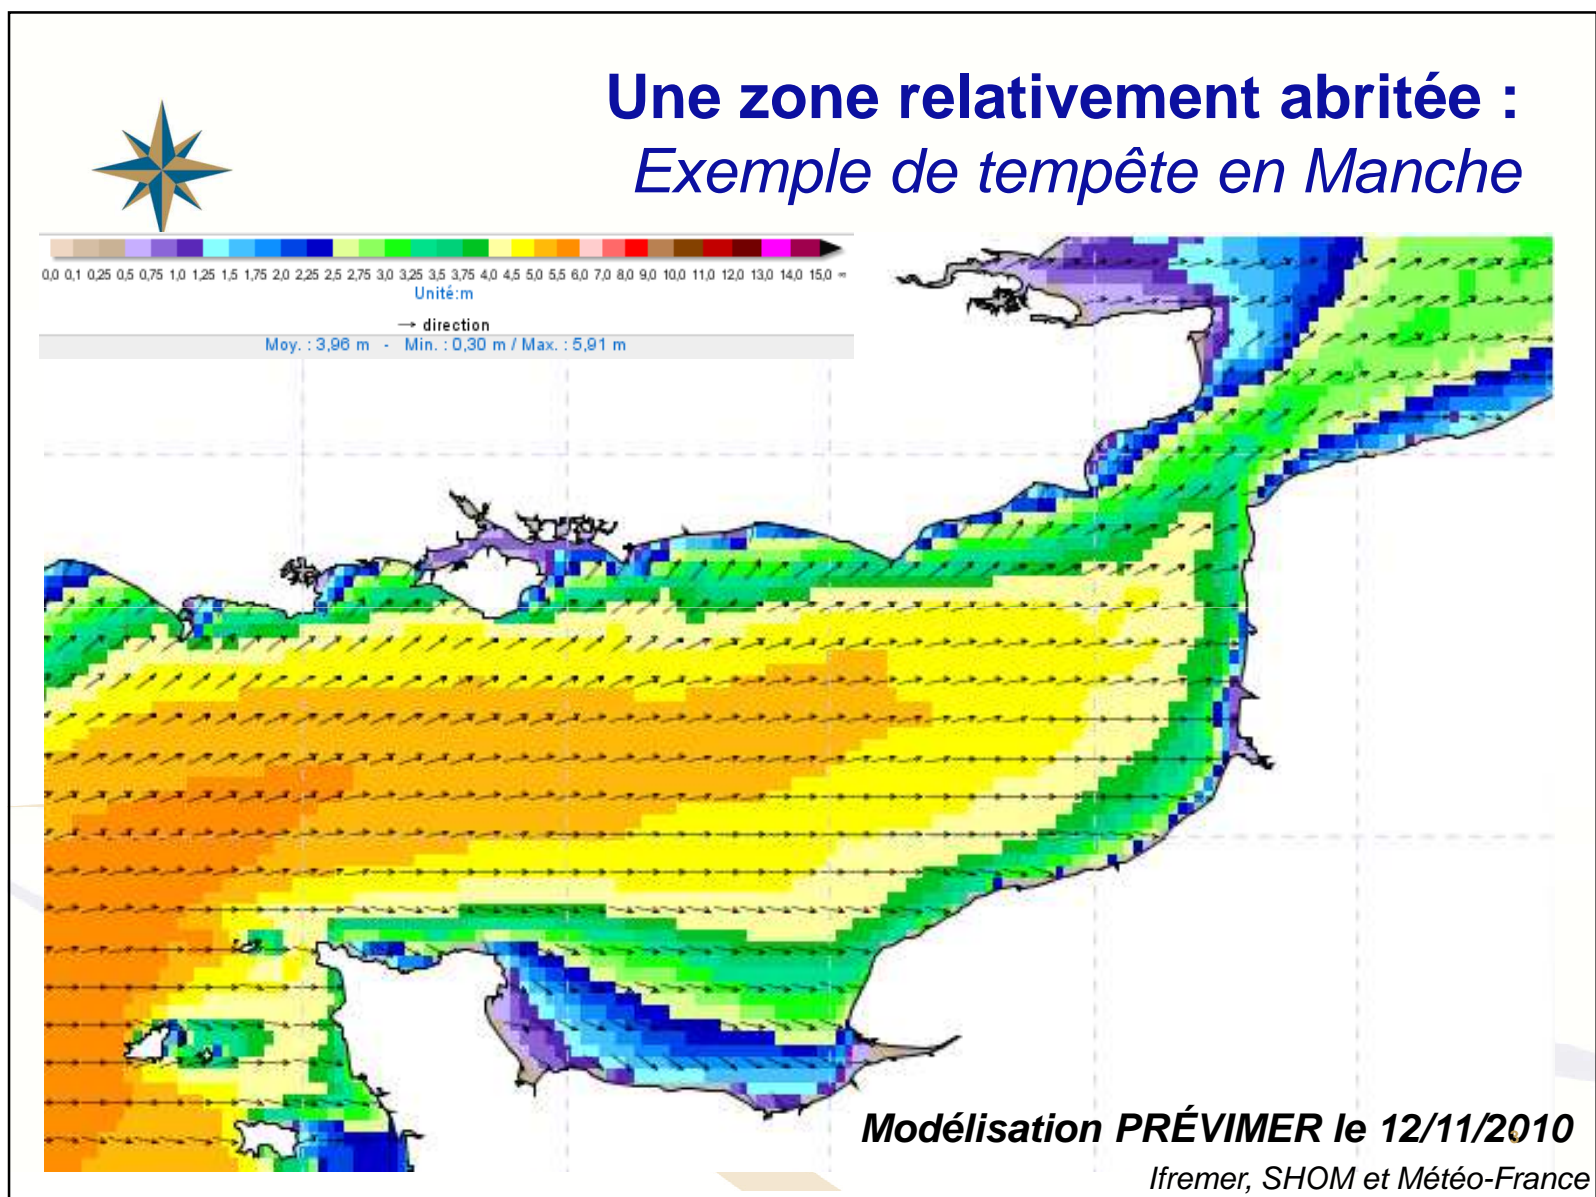 Une zone relativement abritée :
Exemple de tempête en Manche
0,0 0,1 0,25 0,5 0,75 1,0 1,25 1,5 1,75 2,0 2,25 2,5 2,75 3,0 3,25 3,5 3,75 4,0 4,5 5,0 5,5 6,0 7,0 8,0 9,0 10,0 11,0 12,0 13,0 14,0 15,0 ∞
Unité:m
→ direction
Moy. : 3,96 m - Min. : 0,30 m / Max. : 5,91 m
Modélisation PRÉVIMER le 12/11/2010
Ifremer, SHOM et Météo-France